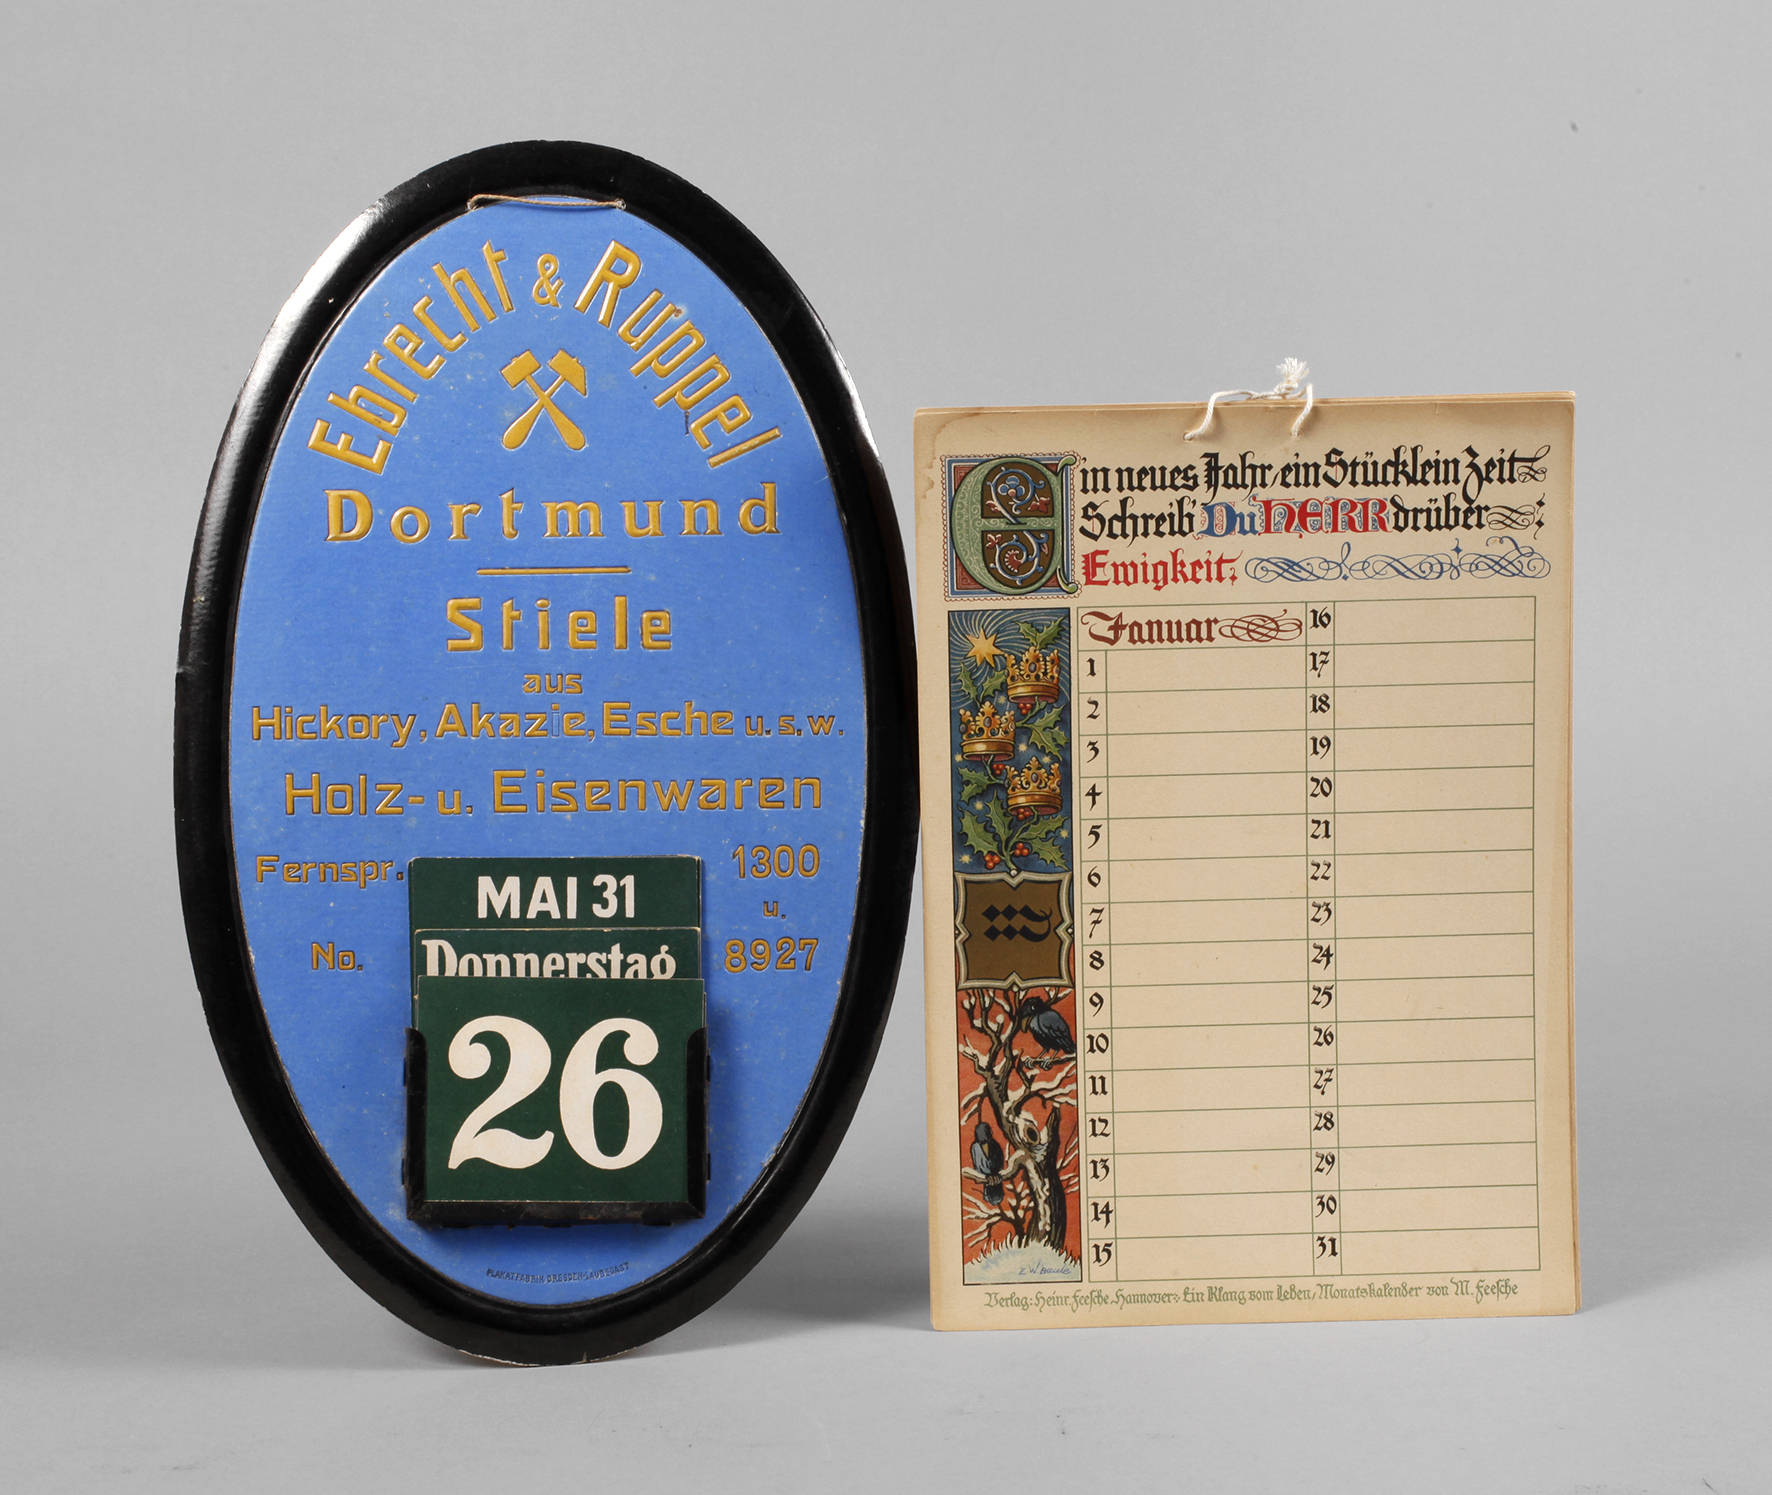 Ebrecht & Ruppel
Dortmund
Stiele
aus
Hickory, Akazie, Esche u.s.w.
Holz- u. Eisenwaren
Fernspr. 1300
u.
No. 8927
MAI 31
Donnerstag
26
PLAKATFABRIK DRESDEN-LAUBEGAST
Ein neues Jahr, ein Stücklein Zeit
Schreib' Du HERR drüber:
Ewigkeit.
Januar
1
2
3
4
5
6
7
8
9
10
11
12
13
14
15
16
17
18
19
20
21
22
23
24
25
26
27
28
29
30
31
Verlag: Heinr. Feesche, Hannover: Ein Klang vom Leben, Monatskalender von M. Feesche